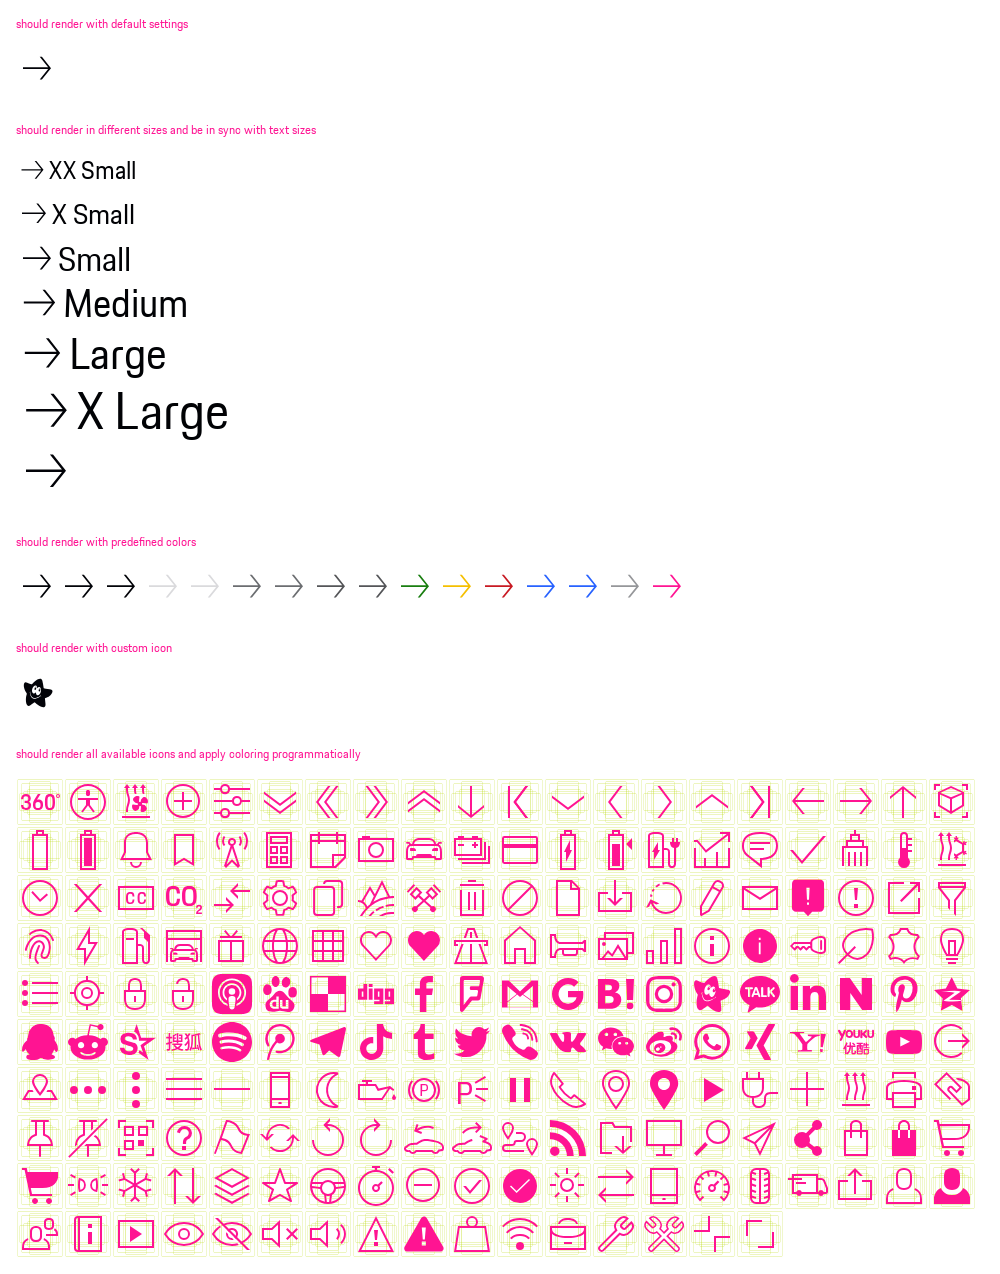 should render with default settings
should render in different sizes and be in sync with text sizes
XX Small
X Small
Small
Medium
Large
X Large
should render with predefined colors
should render with custom icon
should render all available icons and apply coloring programmatically
360°
CC CO2
du digg B! TALK in N
搜狐 Y! YOUKU
优酷
P P